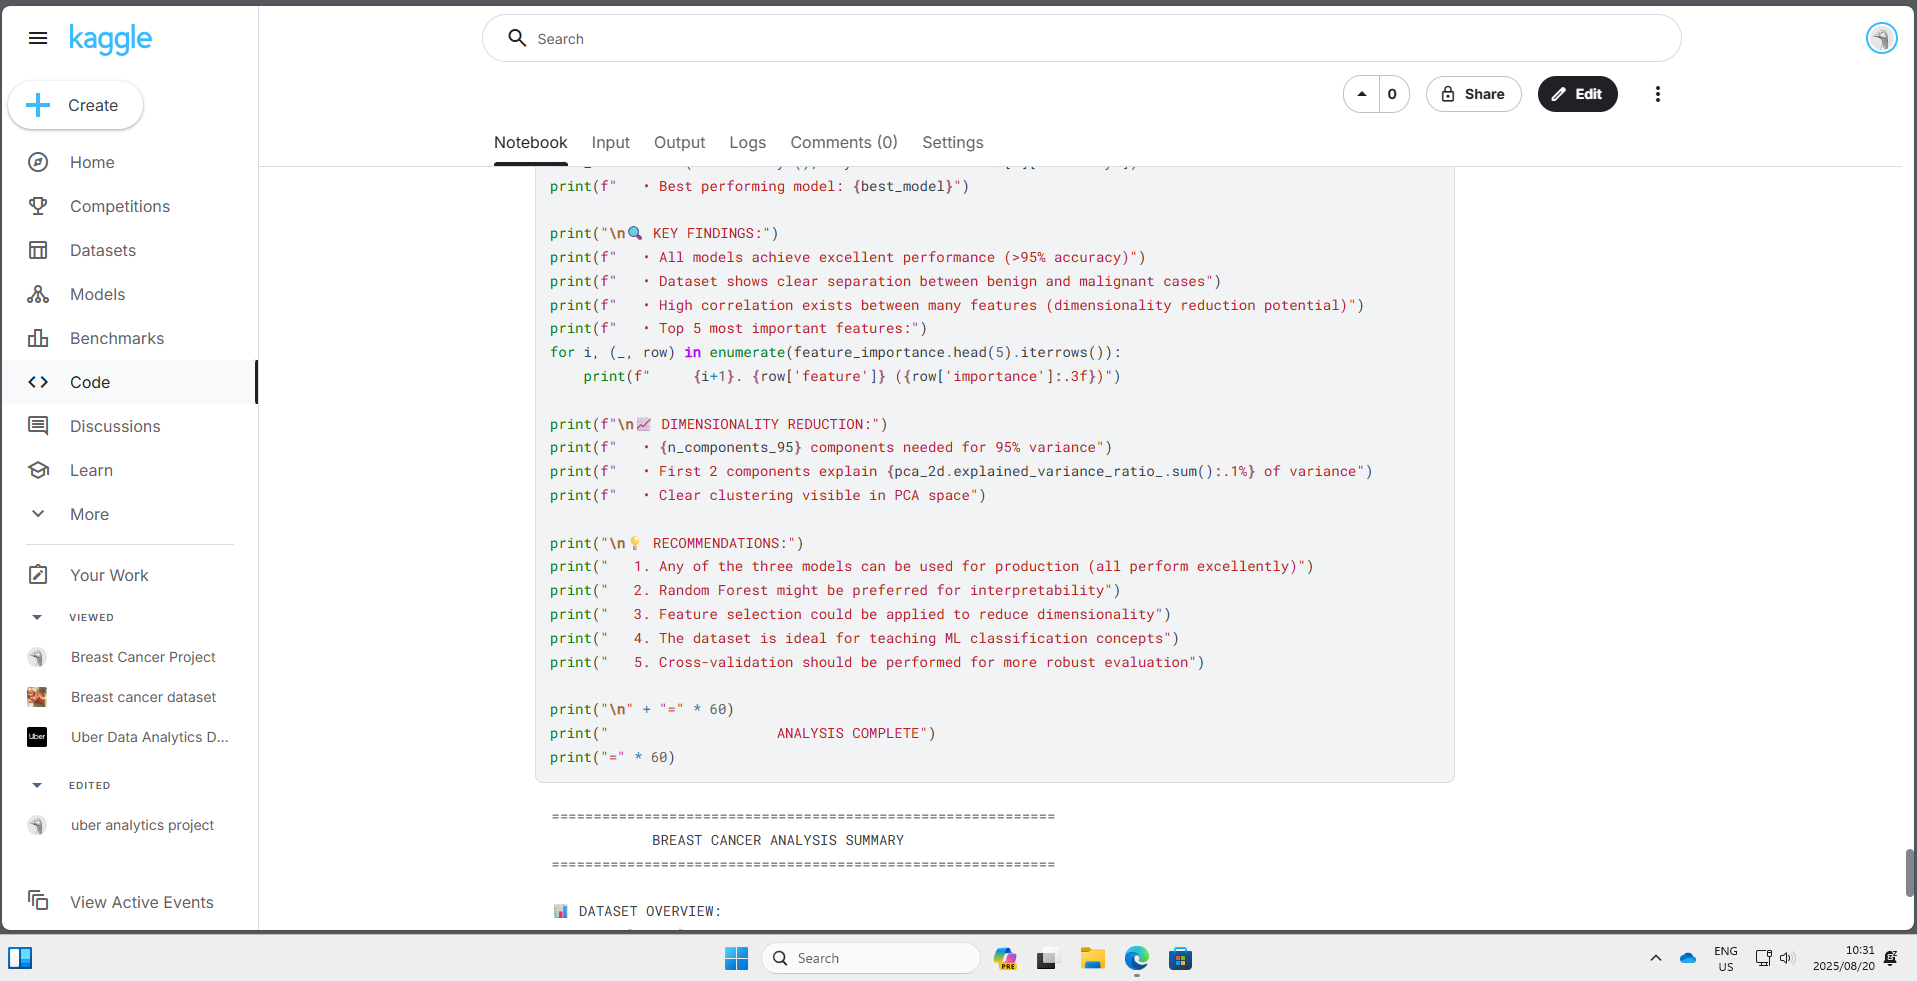 kaggle
Search
Create
0
Share
Edit
Notebook
Input
Output
Logs
Comments (0)
Settings
Home
Competitions
Datasets
Models
Benchmarks
Code
Discussions
Learn
More
Your Work
VIEWED
Breast Cancer Project
Breast cancer dataset
Uber
Uber Data Analytics D...
EDITED
uber analytics project
View Active Events
print(f"   • Best performing model: {best_model}")
print("\n🔍 KEY FINDINGS:")
print(f"   • All models achieve excellent performance (>95% accuracy)")
print(f"   • Dataset shows clear separation between benign and malignant cases")
print(f"   • High correlation exists between many features (dimensionality reduction potential)")
print(f"   • Top 5 most important features:")
for i, (_, row) in enumerate(feature_importance.head(5).iterrows()):
    print(f"     {i+1}. {row['feature']} ({row['importance']:.3f})")
print(f"\n📈 DIMENSIONALITY REDUCTION:")
print(f"   • {n_components_95} components needed for 95% variance")
print(f"   • First 2 components explain {pca_2d.explained_variance_ratio_.sum():.1%} of variance")
print(f"   • Clear clustering visible in PCA space")
print("\n💡 RECOMMENDATIONS:")
print("   1. Any of the three models can be used for production (all perform excellently)")
print("   2. Random Forest might be preferred for interpretability")
print("   3. Feature selection could be applied to reduce dimensionality")
print("   4. The dataset is ideal for teaching ML classification concepts")
print("   5. Cross-validation should be performed for more robust evaluation")
print("\n" + "=" * 60)
print("                    ANALYSIS COMPLETE")
print("=" * 60)
============================================================
            BREAST CANCER ANALYSIS SUMMARY
============================================================
📊 DATASET OVERVIEW:
Search
PRE
ENG
US
10:31
2025/08/20